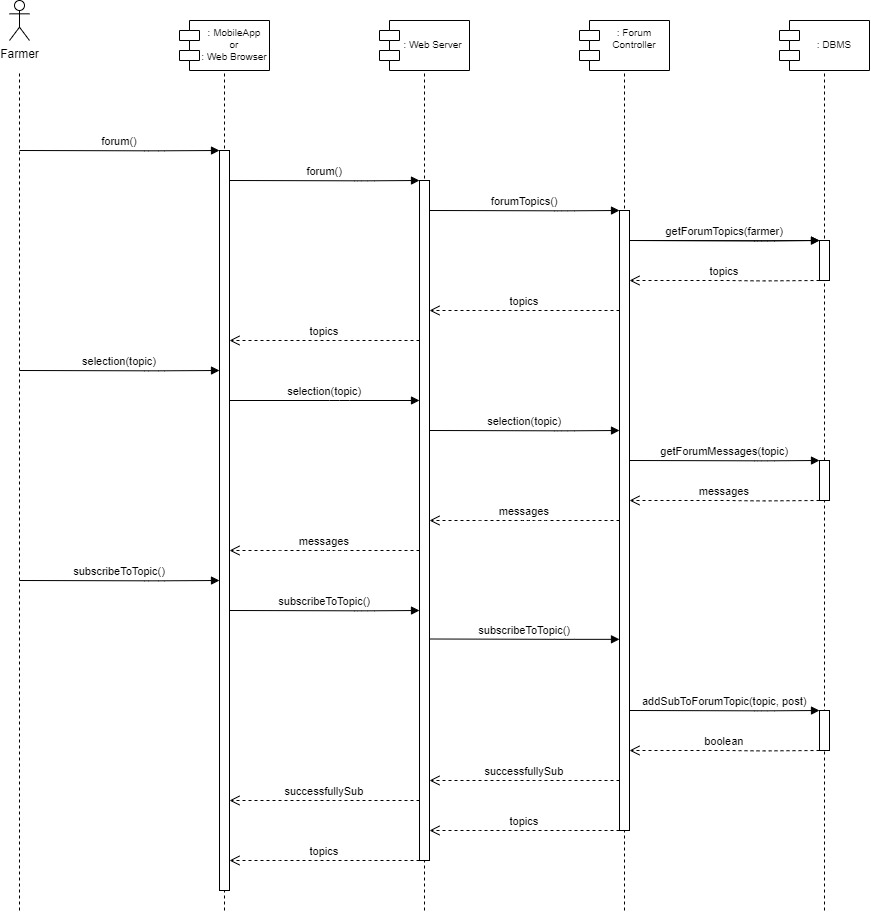 Farmer
: MobileApp
or
: Web Browser
: Web Server
: Forum
Controller
: DBMS
forum()
forum()
forumTopics()
getForumTopics(farmer)
topics
topics
topics
selection(topic)
selection(topic)
selection(topic)
getForumMessages(topic)
messages
messages
messages
subscribeToTopic()
subscribeToTopic()
subscribeToTopic()
addSubToForumTopic(topic, post)
boolean
successfullySub
successfullySub
topics
topics